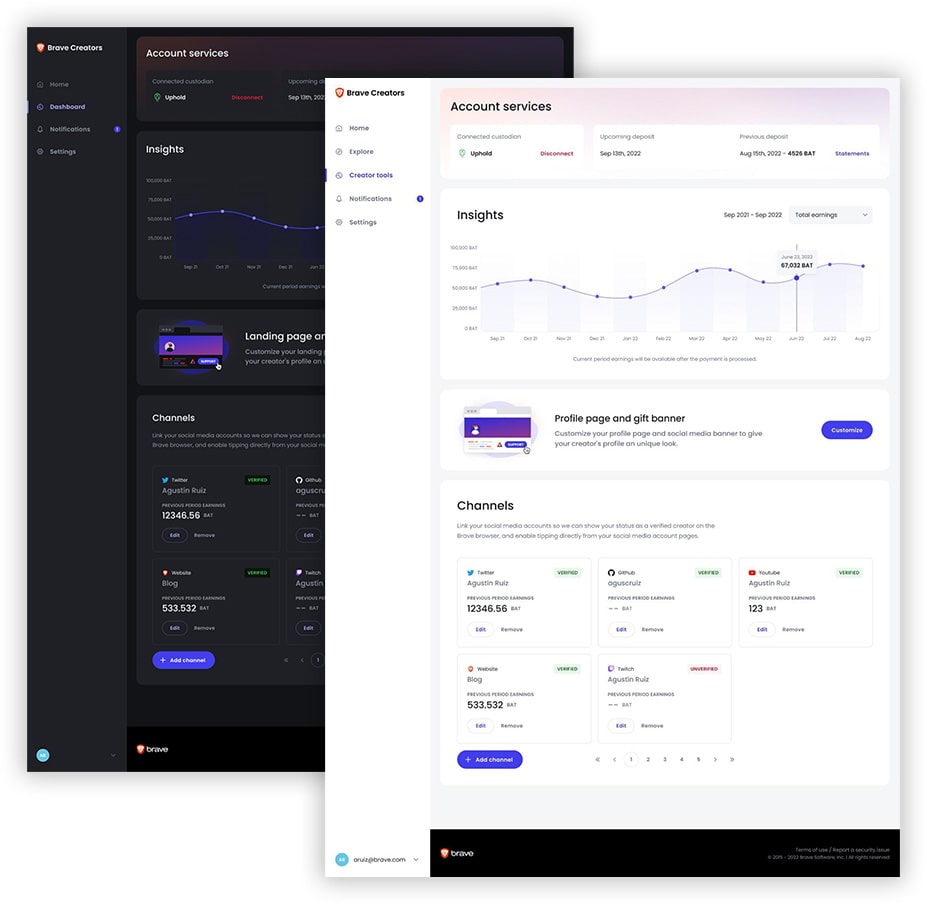 Brave Creators
Home
Dashboard
Notifications
1
Settings
AR
Account services
Connected custodian
Uphold
Disconnect
Upcoming
Sep 13th, 202
Insights
100,000 BAT
75,000 BAT
50,000 BAT
25,000 BAT
0 BAT
Sep 21
Oct 21
Nov 21
Dec 21
Jan 22
Current period earnings
Landing page an
Customize your landing
your creator's profile an
SUPPORT
Channels
Link your social media accounts so we can show your status
Brave browser, and enable tipping directly from your social
Twitter
VERIFIED
Agustin Ruiz
PREVIOUS PERIOD EARNINGS
12346.56 BAT
Edit
Remove
Github
aguscru
PREVIOUS
-- BAT
Edit
Website
VERIFIED
Blog
PREVIOUS PERIOD EARNINGS
533.532 BAT
Edit
Remove
Twitch
Agustin
PREVIOUS
-- BAT
Edit
+ Add channel
« ‹ 1
brave
Brave Creators
Home
Explore
Creator tools
Notifications
1
Settings
AR
aruiz@brave.com
Account services
Connected custodian
Uphold
Disconnect
Upcoming deposit
Sep 13th, 2022
Previous deposit
Aug 15th, 2022 - 4526 BAT
Statements
Insights
Sep 2021 - Sep 2022
Total earnings
100,000 BAT
75,000 BAT
50,000 BAT
25,000 BAT
0 BAT
June 23, 2022
67,032 BAT
Sep 21
Oct 21
Nov 21
Dec 21
Jan 23
Feb 22
Mar 22
Apr 22
May 22
Jun 22
Jul 22
Aug 22
Current period earnings will be available after the payment is processed.
SUPPORT
Profile page and gift banner
Customize your profile page and social media banner to give
your creator's profile an unique look.
Customize
Channels
Link your social media accounts so we can show your status as a verified creator on the
Brave browser, and enable tipping directly from your social media account pages.
Twitter
VERIFIED
Agustin Ruiz
PREVIOUS PERIOD EARNINGS
12346.56 BAT
Edit
Remove
Github
VERIFIED
aguscruiz
PREVIOUS PERIOD EARNINGS
-- BAT
Edit
Remove
Youtube
VERIFIED
Agustin Ruiz
PREVIOUS PERIOD EARNINGS
123 BAT
Edit
Remove
Website
VERIFIED
Blog
PREVIOUS PERIOD EARNINGS
533.532 BAT
Edit
Remove
Twitch
UNVERIFIED
Agustin Ruiz
PREVIOUS PERIOD EARNINGS
-- BAT
Edit
Remove
+ Add channel
« ‹ 1 2 3 4 5 › »
brave
Terms of use / Report a security issue
© 2015 - 2022 Brave Software, Inc. | All rights reserved